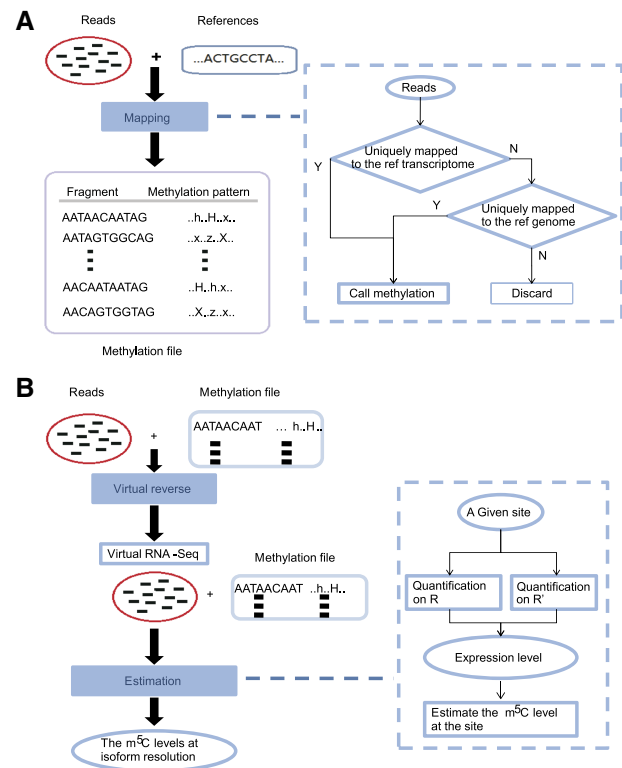 A
Reads
References
+
...ACTGCCTA...
Mapping
Fragment Methylation pattern
AATAACAATAG ..h..H..x..
AATAGTGGCAG ..x..z..X..
AACAATAATAG ..H..h.x..
AACAGTGGTAG ..X..z..x..
Methylation file
Reads
Uniquely mapped
to the ref transcriptome
Y
N
Uniquely mapped
to the ref genome
Y
N
Call methylation
Discard
B
Reads
Methylation file
+
AATAACAAT ... h..H..
Virtual reverse
Virtual RNA-Seq
Methylation file
+
AATAACAAT ..h..H..
Estimation
The m5C levels at
isoform resolution
A Given site
Quantification
on R
Quantification
on R'
Expression level
Estimate the m5C level
at the site